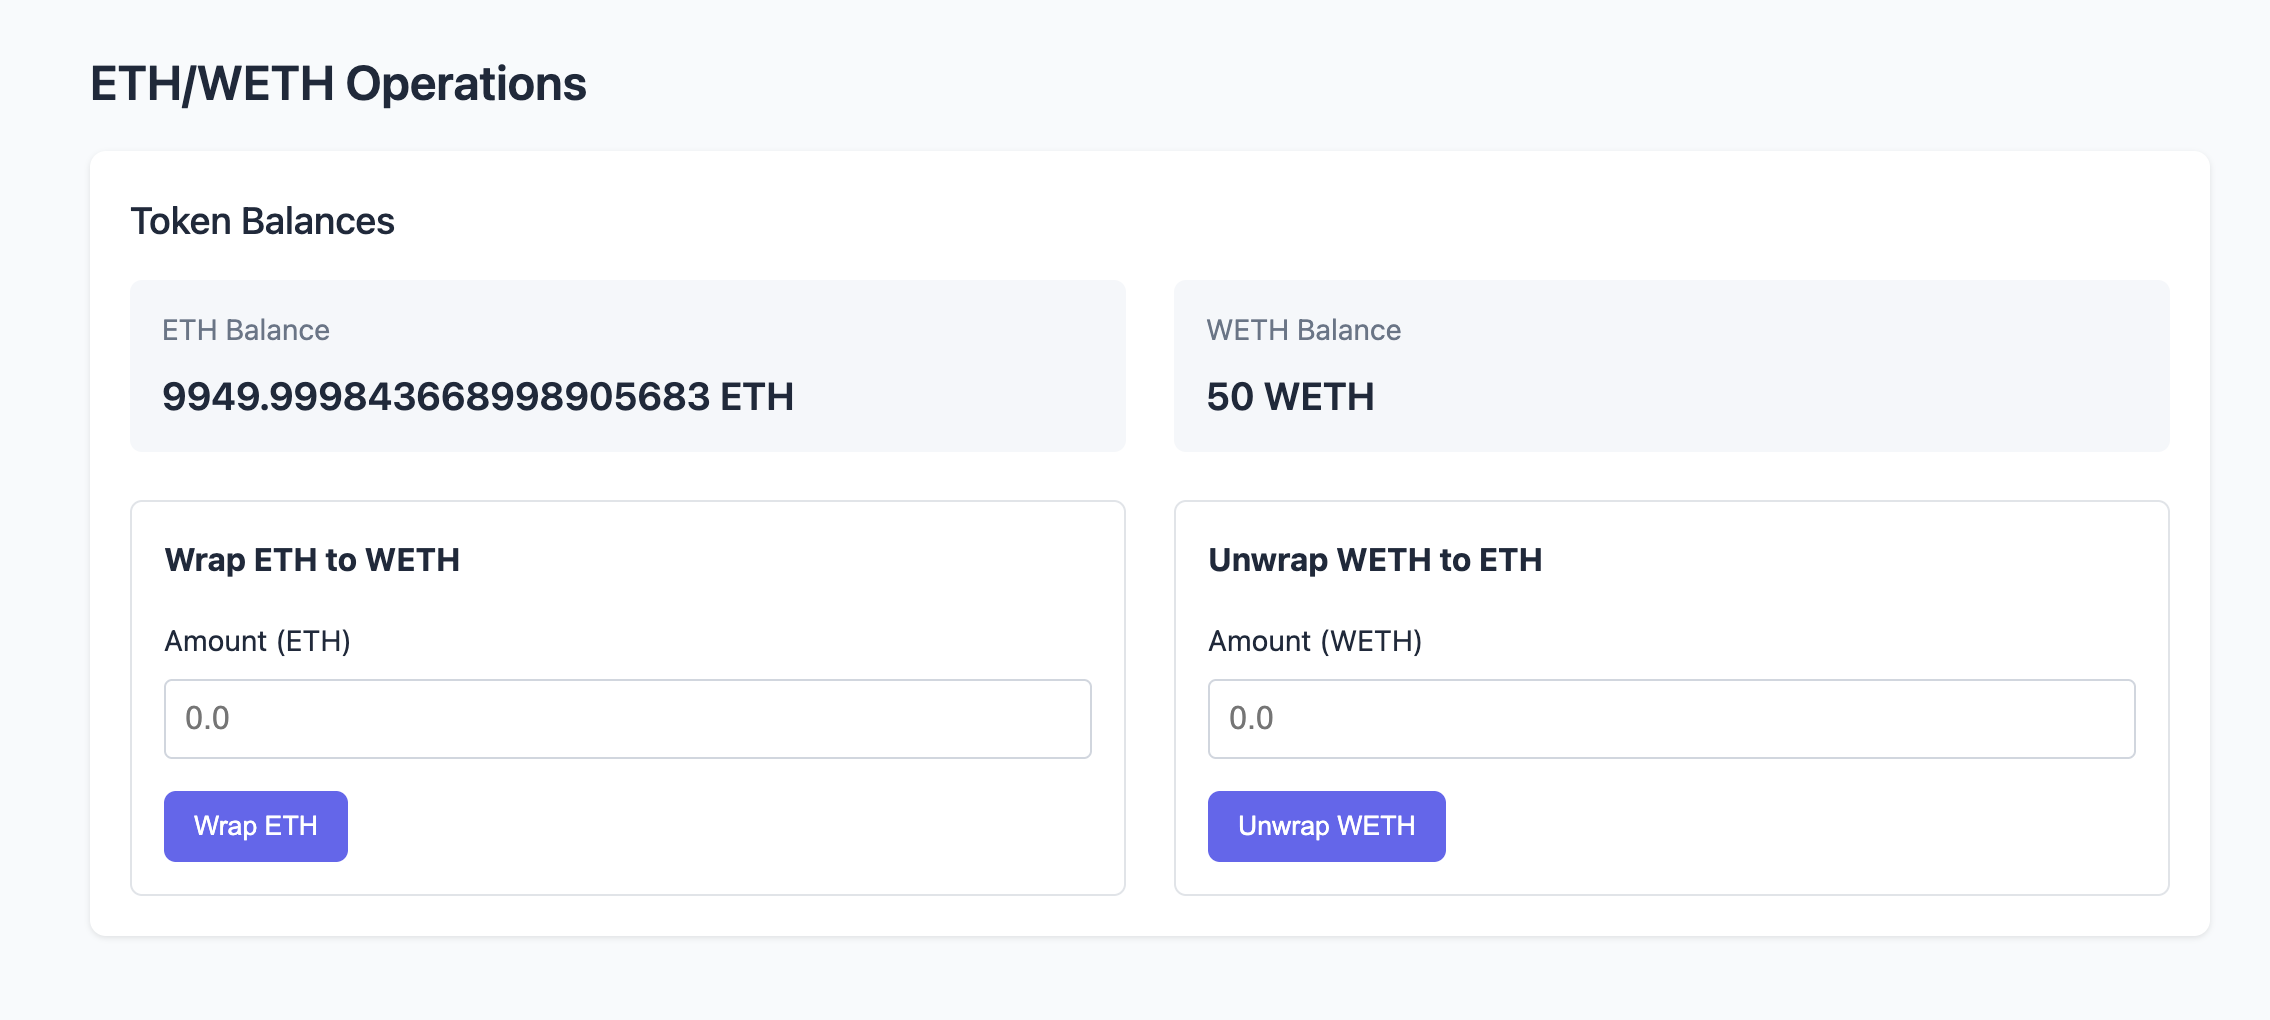 ETH/WETH Operations
Token Balances
ETH Balance
9949.999843668998905683 ETH
WETH Balance
50 WETH
Wrap ETH to WETH
Amount (ETH)
0.0
Wrap ETH
Unwrap WETH to ETH
Amount (WETH)
0.0
Unwrap WETH